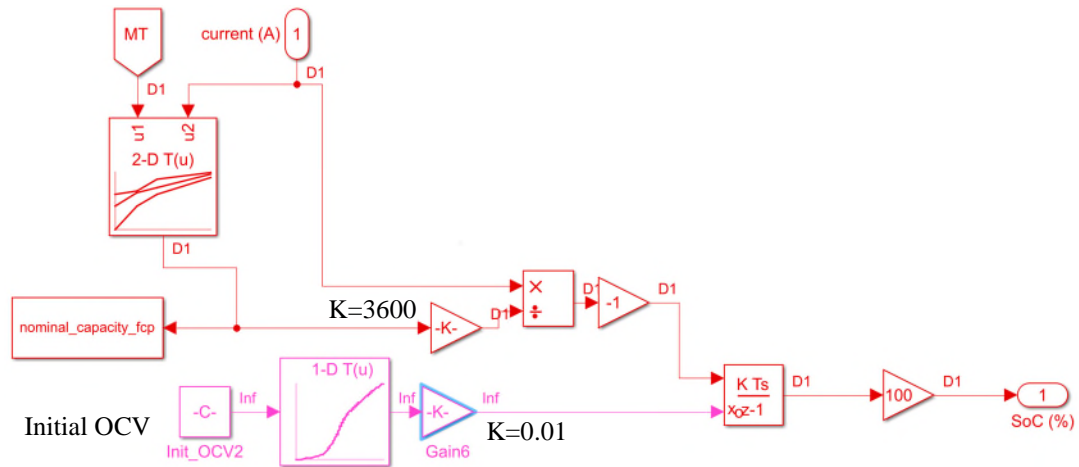 MT
current (A)
1
D1
D1
u1
u2
2-D T(u)
D1
nominal_capacity_fcp
K=3600
-K-
D1
×
÷
D1
-1
D1
Initial OCV
-C-
Init_OCV2
Inf
1-D T(u)
Inf
-K-
Gain6
Inf
K=0.01
K Ts
x₀z-1
D1
100
D1
1
SoC (%)